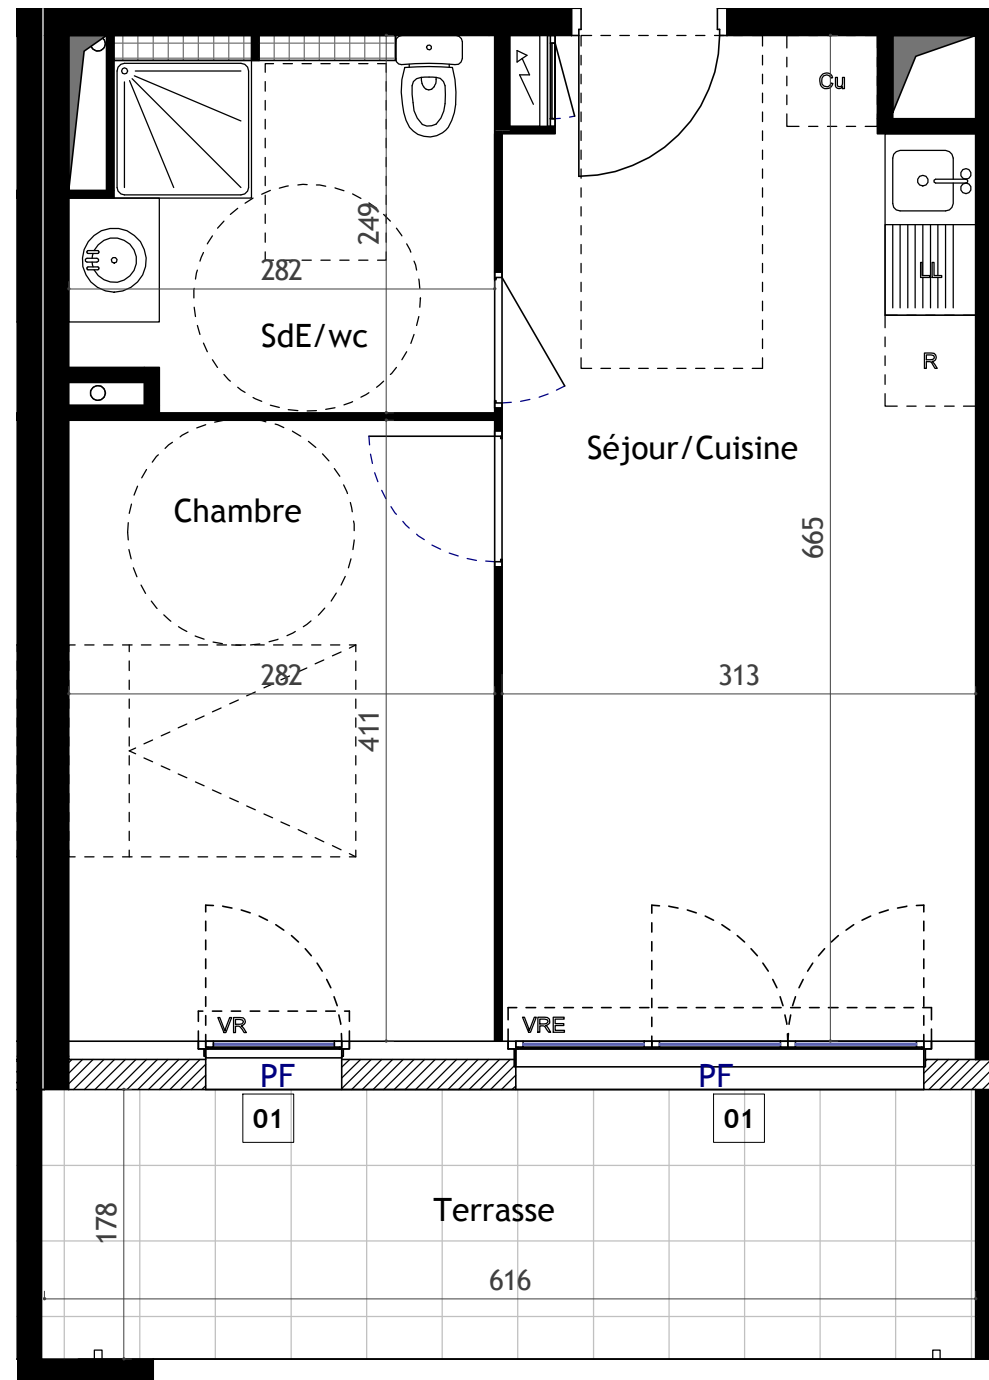 Cu
249
282
SdE/wc
LL
R
Séjour/Cuisine
Chambre
665
282
313
411
VR
VRE
PF
PF
01
01
178
Terrasse
616